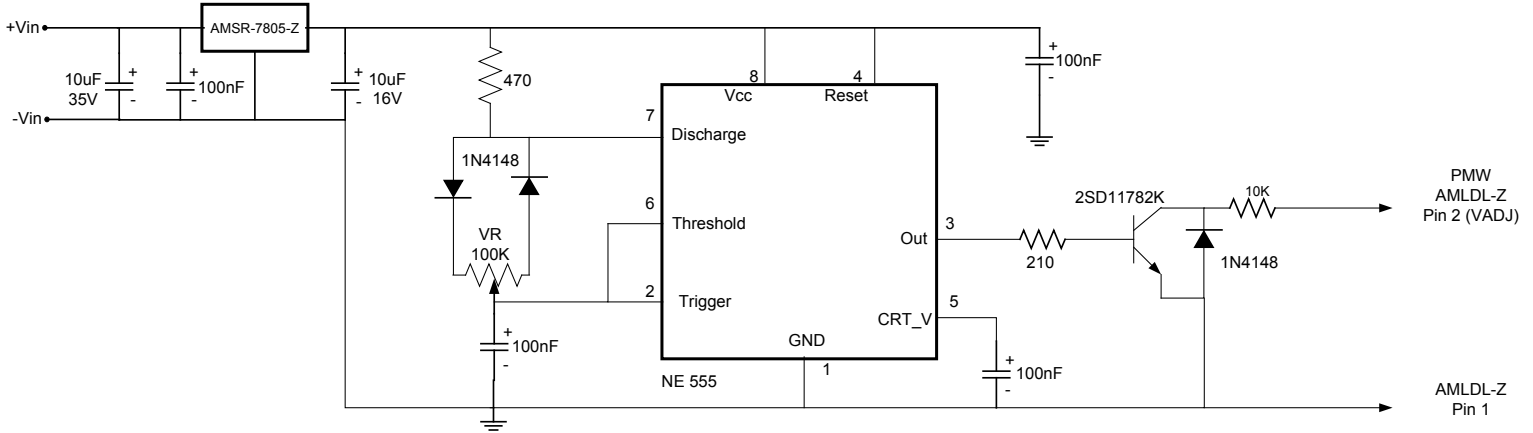 +Vin
AMSR-7805-Z
10uF
35V
+
-
+
100nF
-
+
10uF
16V
-
-Vin
470
8
Vcc
4
Reset
+
100nF
-
7
Discharge
1N4148
6
Threshold
VR
100K
2
Trigger
3
Out
210
2SD11782K
10K
1N4148
PMW
AMLDL-Z
Pin 2 (VADJ)
5
CRT_V
GND
1
+
100nF
-
NE 555
+
100nF
-
AMLDL-Z
Pin 1